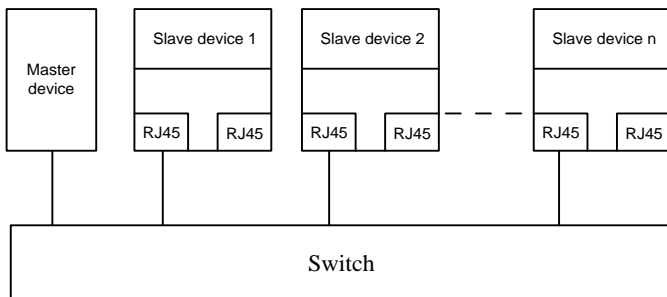 Master
device
Slave device 1
Slave device 2
Slave device n
RJ45
RJ45
RJ45
RJ45
RJ45
RJ45
Switch